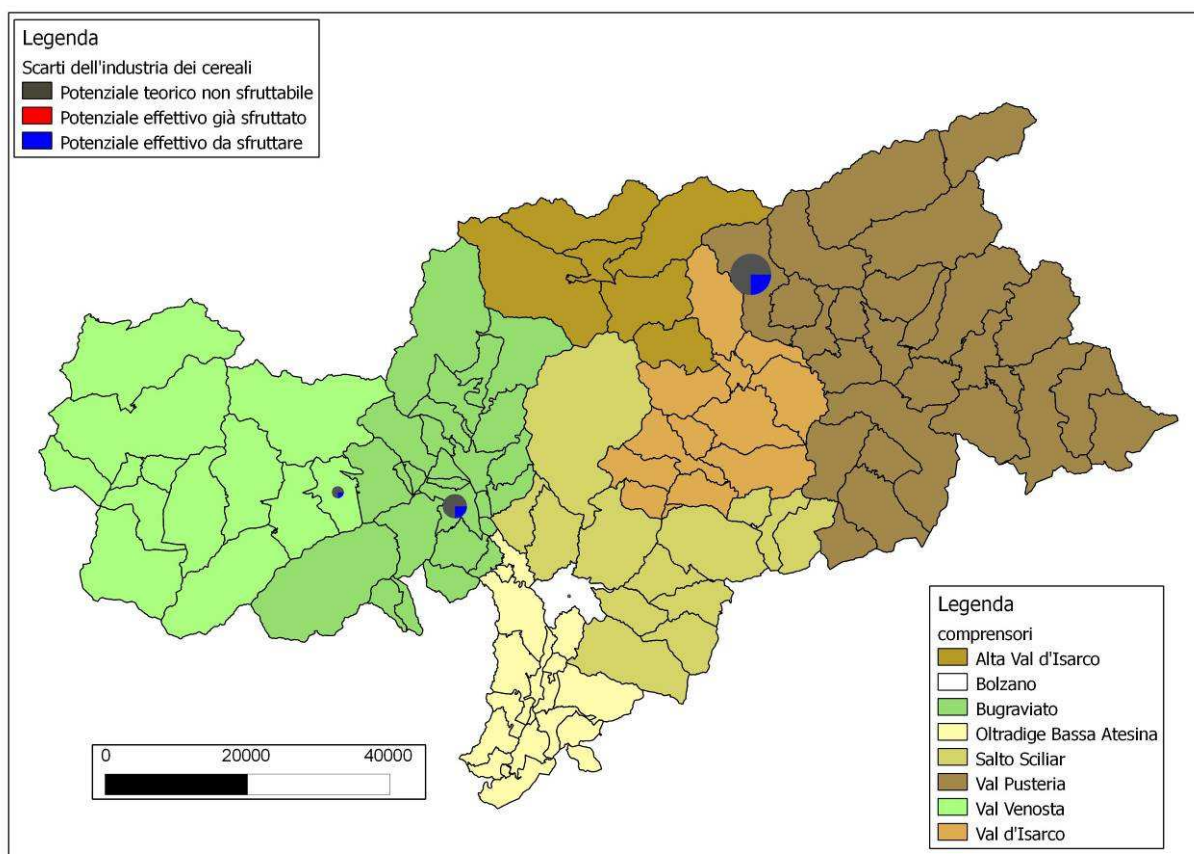 Legenda
Scarti dell'industria dei cereali
Potenziale teorico non sfruttabile
Potenziale effettivo già sfruttato
Potenziale effettivo da sfruttare
0 20000 40000
Legenda
comprensori
Alta Val d'Isarco
Bolzano
Bugraviato
Oltradige Bassa Atesina
Salto Sciliar
Val Pusteria
Val Venosta
Val d'Isarco